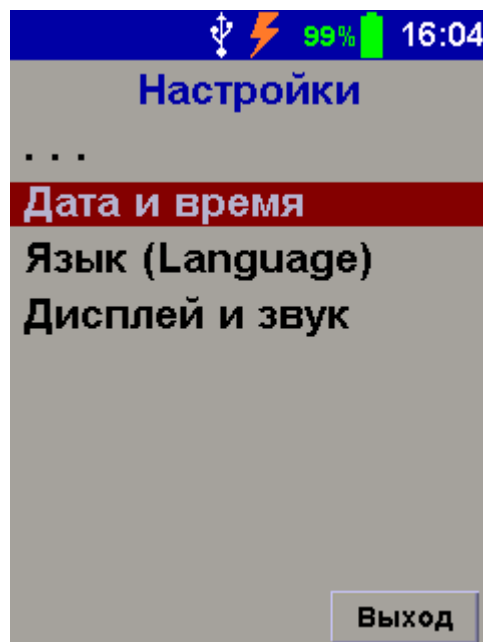 99% 16:04
Настройки
...
Дата и время
Язык (Language)
Дисплей и звук
Выход